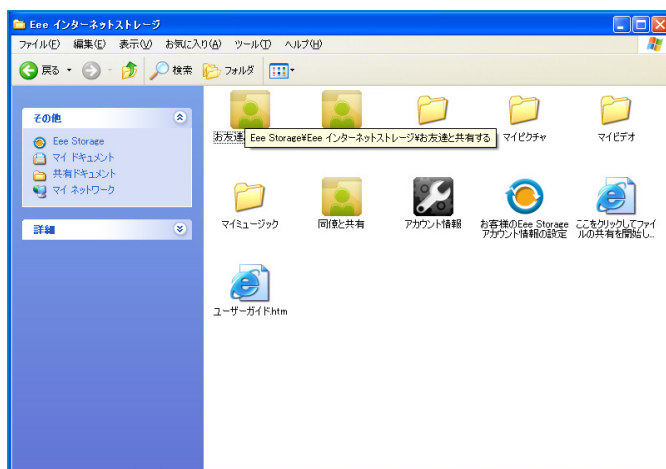 Eee インターネットストレージ
ファイル(F) 編集(E) 表示(V) お気に入り(A) ツール(T) ヘルプ(H)
戻る 検索 フォルダ
その他
Eee Storage
マイ ドキュメント
共有ドキュメント
マイ ネットワーク
詳細
お友達
Eee Storage¥Eee インターネットストレージ¥お友達と共有する
マイピクチャ
マイビデオ
マイミュージック
同僚と共有
アカウント情報
お客様のEee Storage
アカウント情報の設定
ここをクリックしてファイ
ルの共有を開始し...
ユーザーガイド.htm